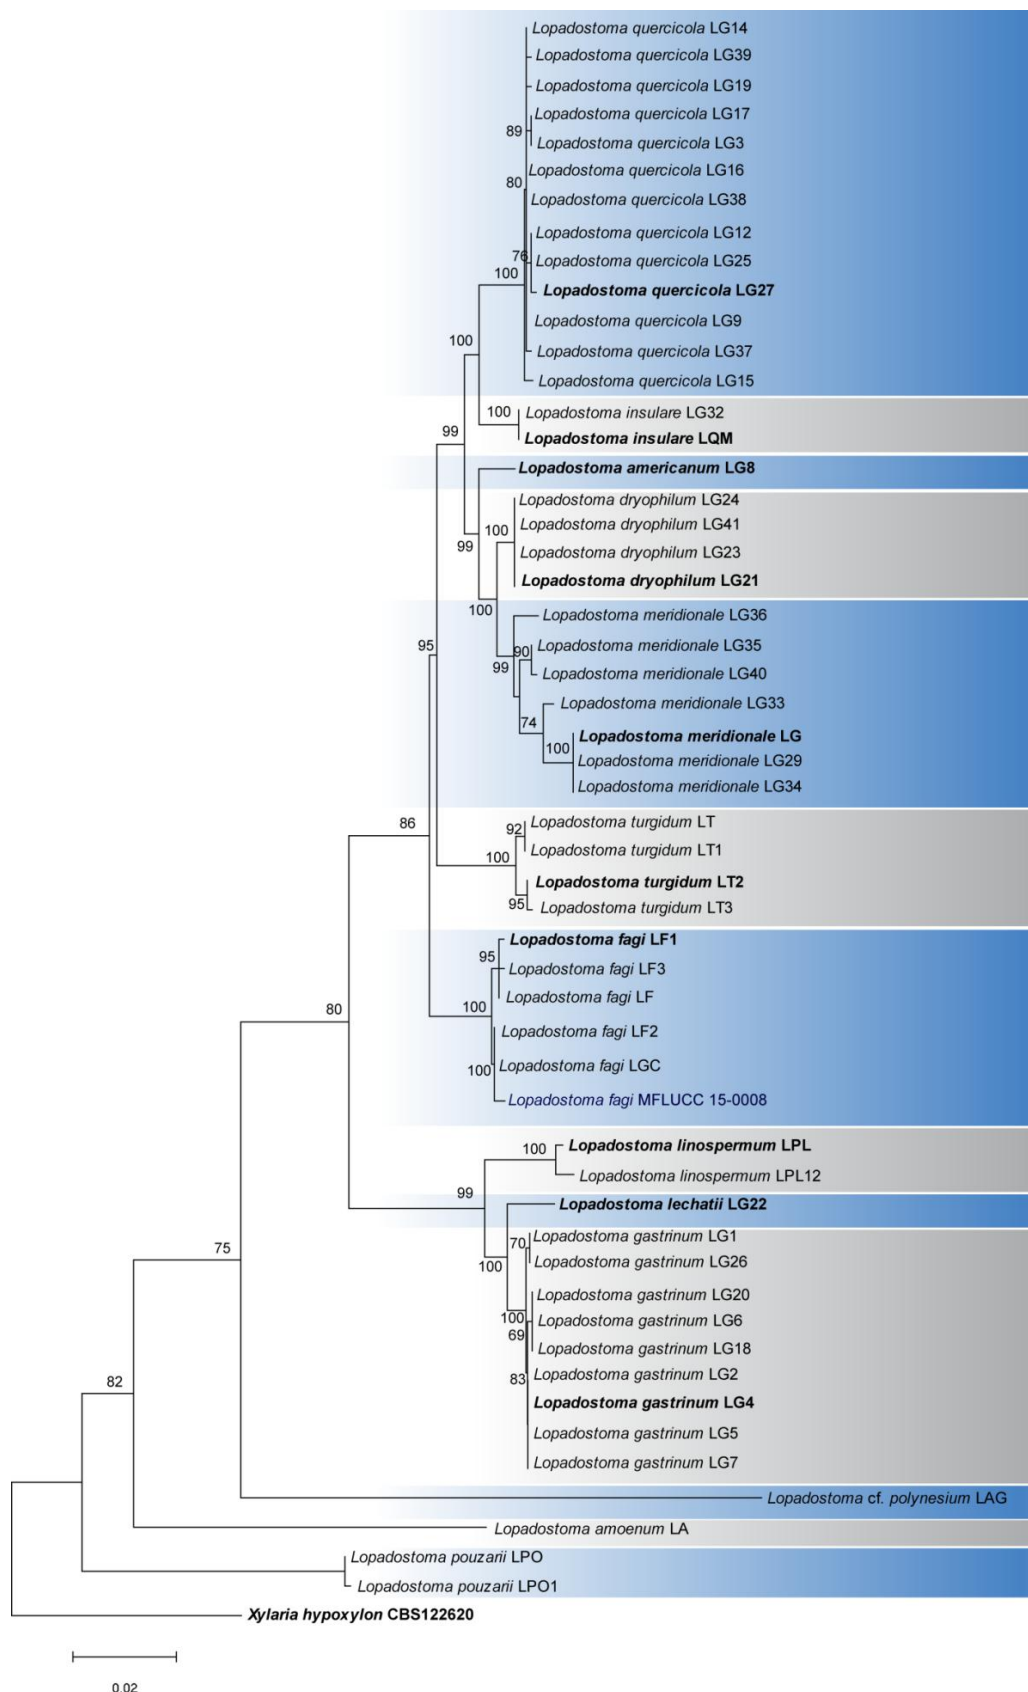 Lopadostoma quercicola LG14
Lopadostoma quercicola LG39
Lopadostoma quercicola LG19
Lopadostoma quercicola LG17
89
Lopadostoma quercicola LG3
Lopadostoma quercicola LG16
80
Lopadostoma quercicola LG38
Lopadostoma quercicola LG12
76
Lopadostoma quercicola LG25
100
Lopadostoma quercicola LG27
Lopadostoma quercicola LG9
100
Lopadostoma quercicola LG37
Lopadostoma quercicola LG15
100
Lopadostoma insulare LG32
99
Lopadostoma insulare LQM
Lopadostoma americanum LG8
Lopadostoma dryophilum LG24
100
Lopadostoma dryophilum LG41
99
Lopadostoma dryophilum LG23
Lopadostoma dryophilum LG21
100
Lopadostoma meridionale LG36
95
90
Lopadostoma meridionale LG35
99
Lopadostoma meridionale LG40
Lopadostoma meridionale LG33
74
Lopadostoma meridionale LG
100
Lopadostoma meridionale LG29
Lopadostoma meridionale LG34
86
92
Lopadostoma turgidum LT
100
Lopadostoma turgidum LT1
Lopadostoma turgidum LT2
95
Lopadostoma turgidum LT3
Lopadostoma fagi LF1
95
Lopadostoma fagi LF3
Lopadostoma fagi LF
80
100
Lopadostoma fagi LF2
Lopadostoma fagi LGC
100
Lopadostoma fagi MFLUCC 15-0008
100
Lopadostoma linospermum LPL
Lopadostoma linospermum LPL12
99
Lopadostoma lechatii LG22
Lopadostoma gastrinum LG1
75
70
100
Lopadostoma gastrinum LG26
Lopadostoma gastrinum LG20
100
Lopadostoma gastrinum LG6
69
Lopadostoma gastrinum LG18
83
Lopadostoma gastrinum LG2
82
Lopadostoma gastrinum LG4
Lopadostoma gastrinum LG5
Lopadostoma gastrinum LG7
Lopadostoma cf. polynesium LAG
Lopadostoma amoenum LA
Lopadostoma pouzarii LPO
Lopadostoma pouzarii LPO1
Xylaria hypoxylon CBS122620
0.02